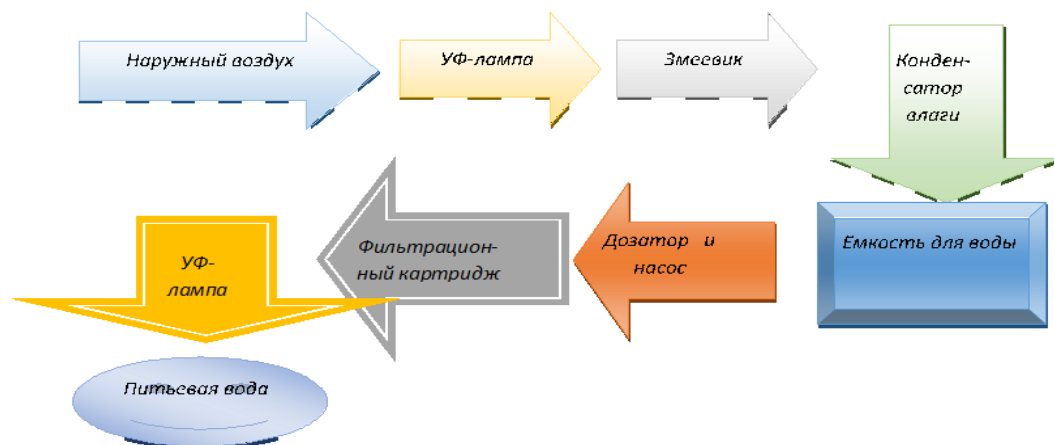 Наружный воздух
УФ-лампа
Змеевик
Конден-
сатор
влаги
Емкость для воды
Дозатор и
насос
Фильтрацион-
ный картридж
УФ-
лампа
Питьевая вода